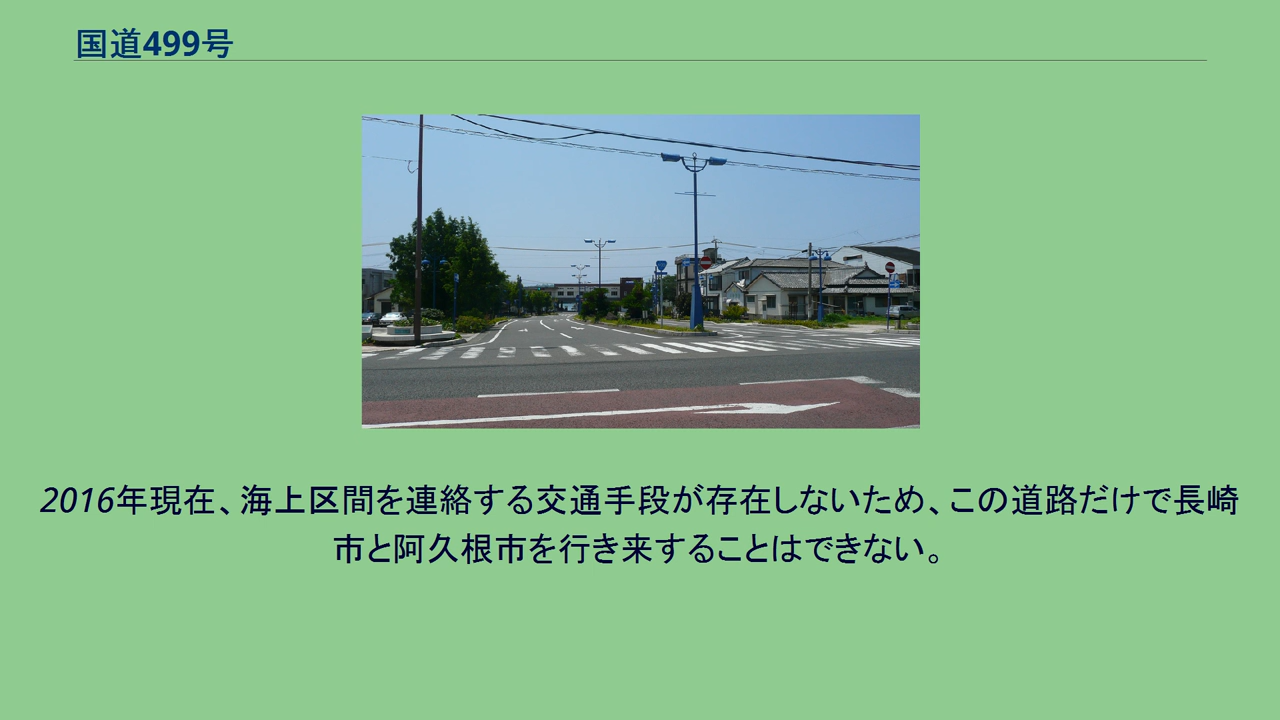 国道499号
2016年現在、海上区間を連絡する交通手段が存在しないため、この道路だけで長崎
市と阿久根市を行き来することはできない。